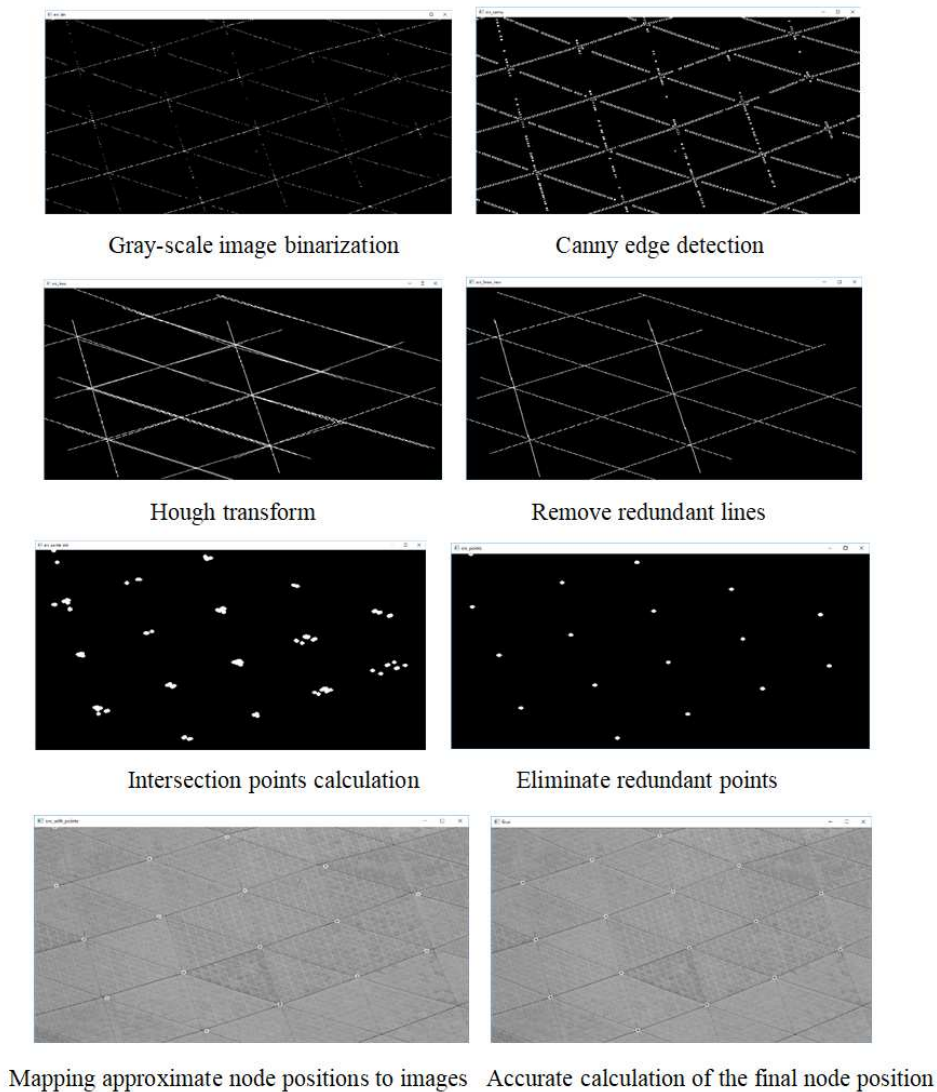 Gray-scale image binarization
Canny edge detection
Hough transform
Remove redundant lines
Intersection points calculation
Eliminate redundant points
Mapping approximate node positions to images
Accurate calculation of the final node position